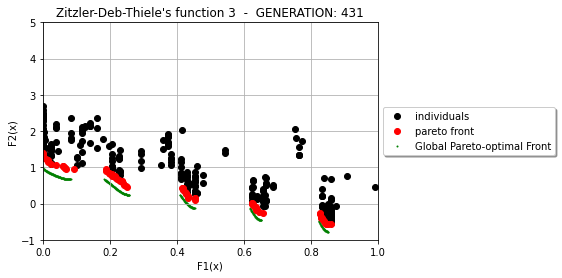 Zitzler-Deb-Thiele's function 3 - GENERATION: 431
5
4
3
2
1
0
−1
F2(x)
0.0 0.2 0.4 0.6 0.8 1.0
F1(x)
individuals
pareto front
Global Pareto-optimal Front